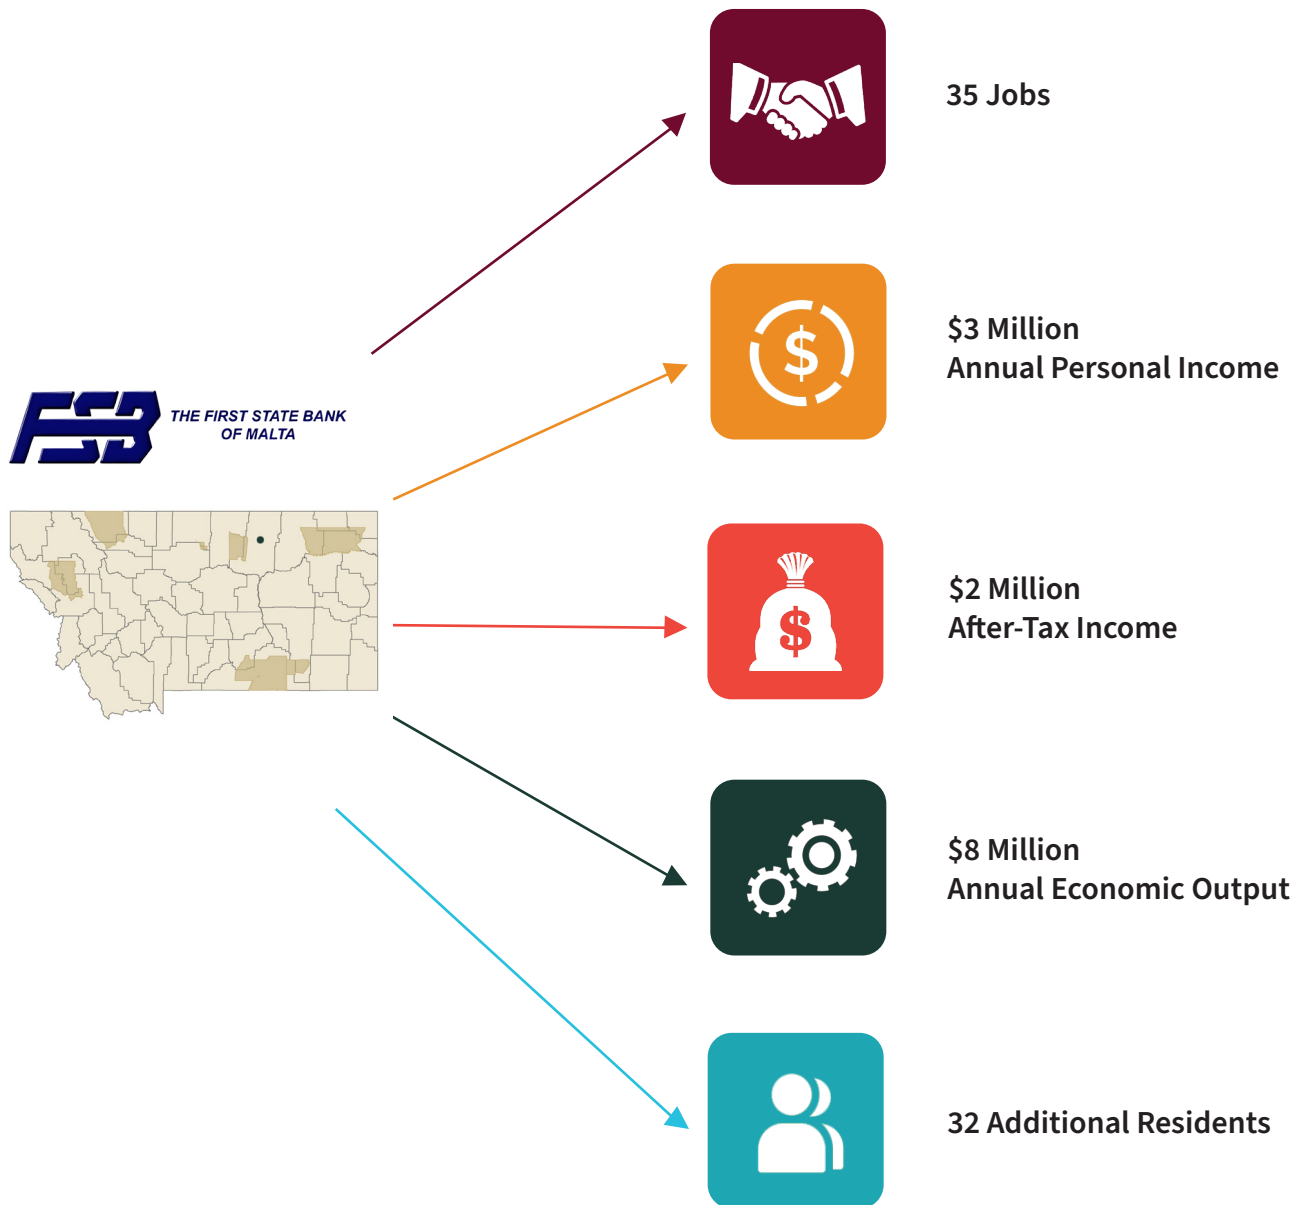 35 Jobs
$3 Million
Annual Personal Income
FSB
THE FIRST STATE BANK
OF MALTA
$2 Million
After-Tax Income
$8 Million
Annual Economic Output
32 Additional Residents